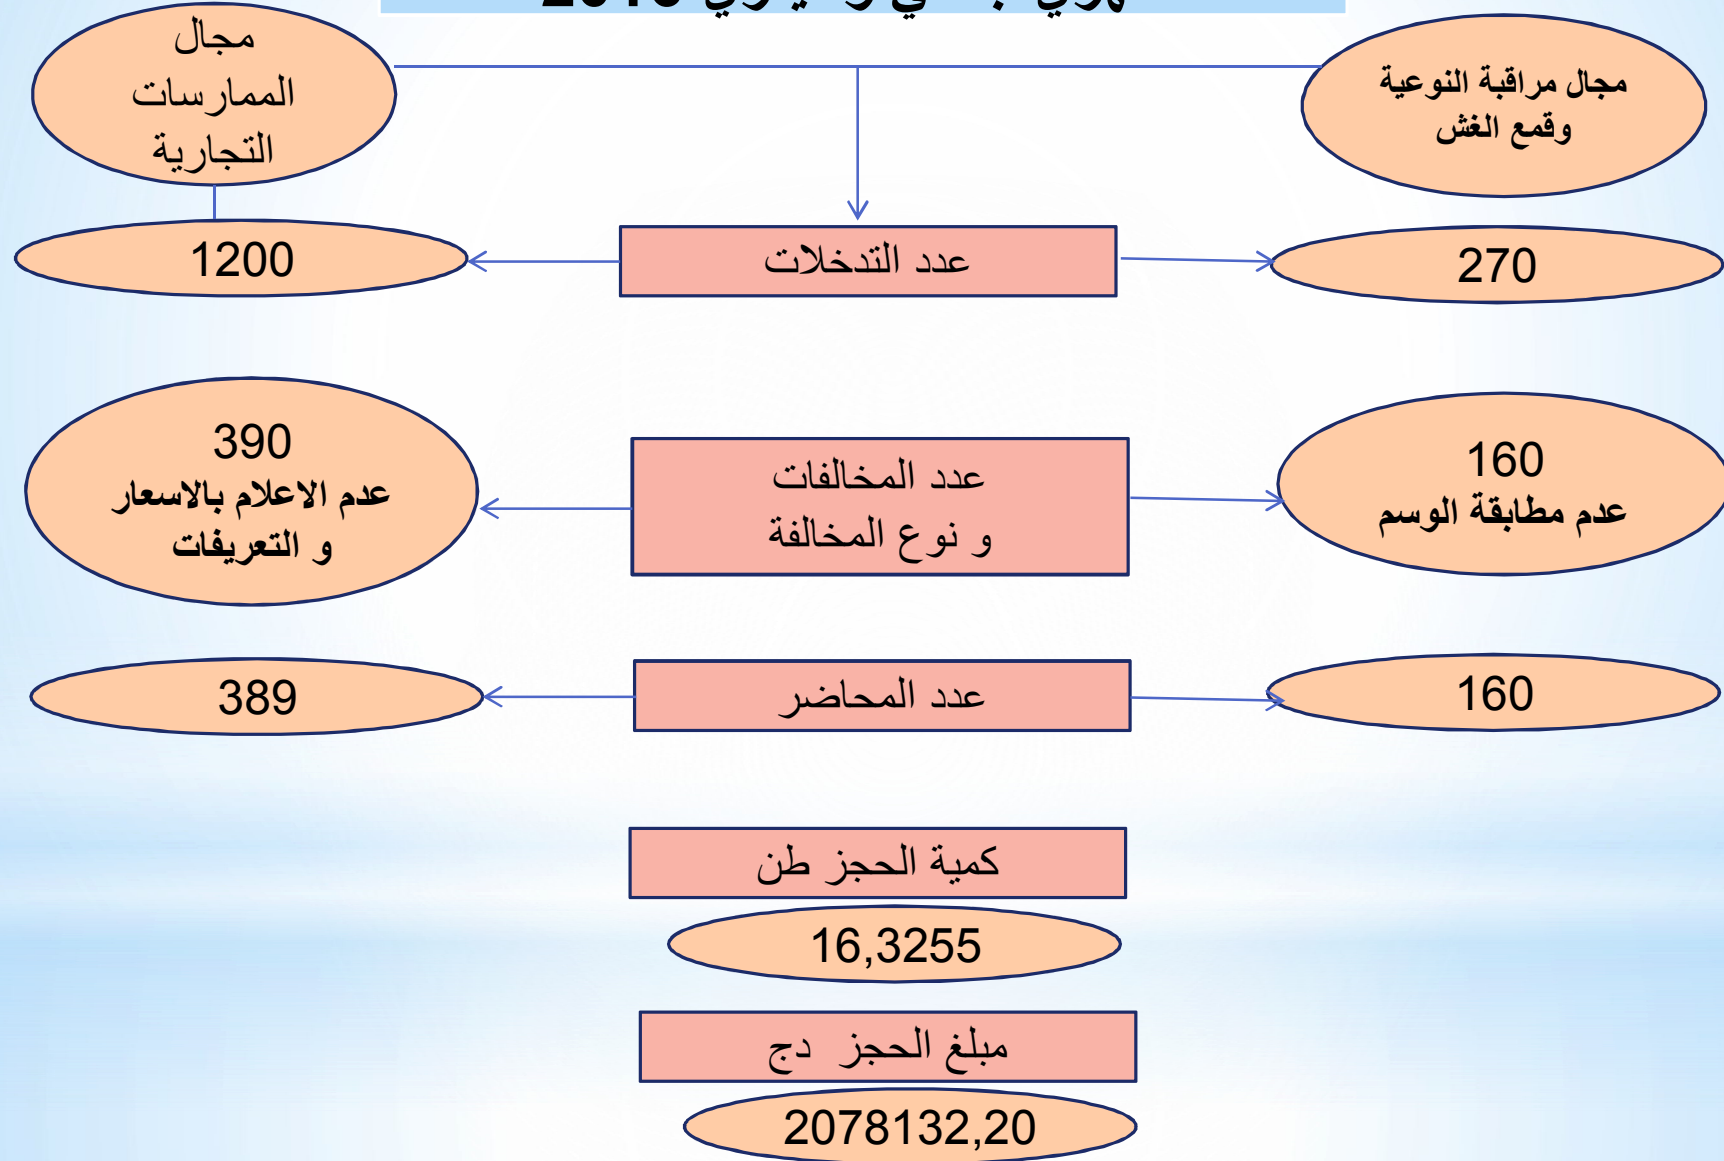 مجال مراقبة النوعية
وقمع الغش
مجال
الممارسات
التجارية
270
عدد التدخلات
1200
160
عدم مطابقة الوسم
عدد المخالفات
و نوع المخالفة
390
عدم الاعلام بالاسعار
و التعريفات
160
عدد المحاضر
389
كمية الحجز طن
16,3255
مبلغ الحجز دج
2078132,20